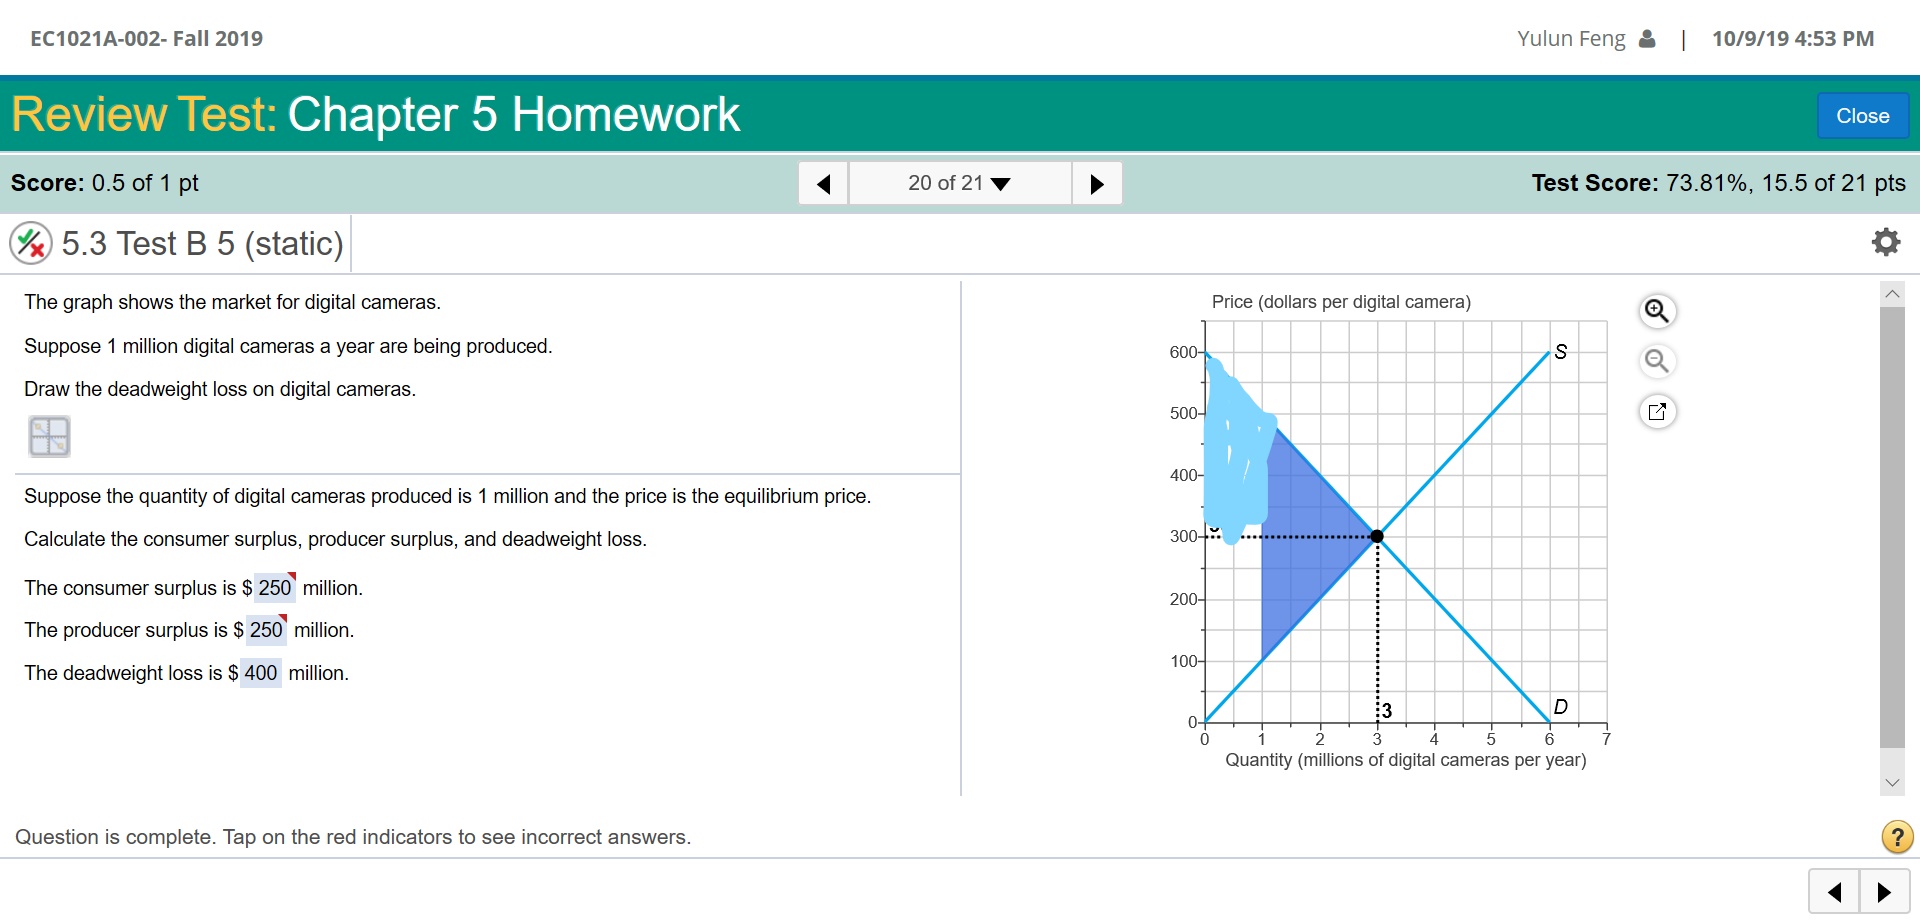 EC1021A-002- Fall 2019
Yulun Feng | 10/9/19 4:53 PM
Review Test: Chapter 5 Homework
Close
Score: 0.5 of 1 pt
20 of 21
Test Score: 73.81%, 15.5 of 21 pts
5.3 Test B 5 (static)
The graph shows the market for digital cameras.
Suppose 1 million digital cameras a year are being produced.
Draw the deadweight loss on digital cameras.
Suppose the quantity of digital cameras produced is 1 million and the price is the equilibrium price.
Calculate the consumer surplus, producer surplus, and deadweight loss.
The consumer surplus is $ 250 million.
The producer surplus is $ 250 million.
The deadweight loss is $ 400 million.
Price (dollars per digital camera)
600
S
500
400
300
200
100
3
D
0
0 1 2 3 4 5 6 7
Quantity (millions of digital cameras per year)
Question is complete. Tap on the red indicators to see incorrect answers.
?